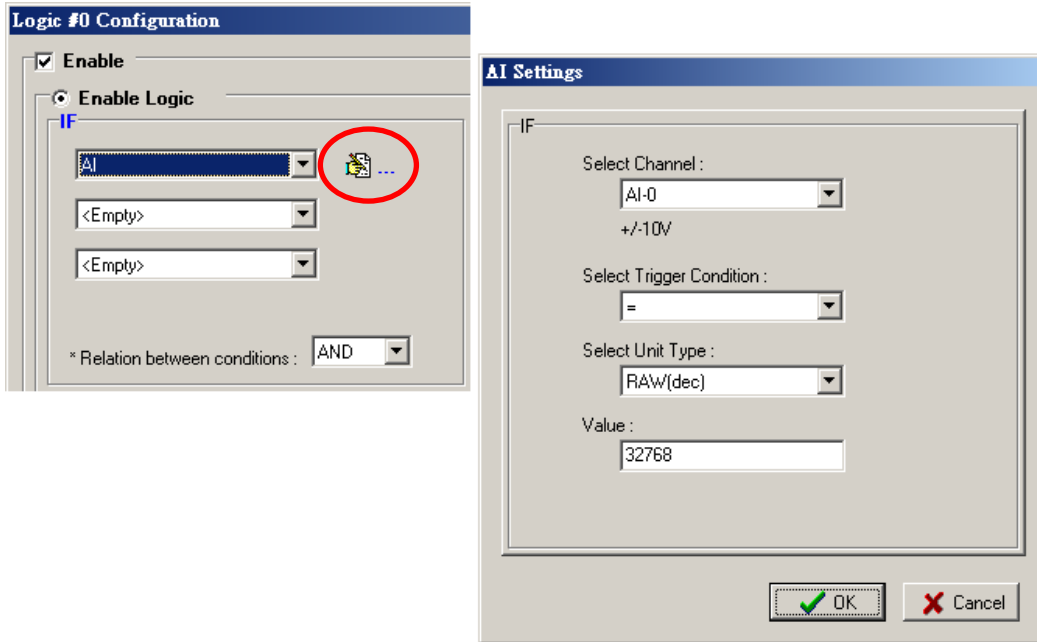 Logic #0 Configuration
Enable
Enable Logic
IF
AI
...
<Empty>
<Empty>
* Relation between conditions : AND
AI Settings
IF
Select Channel :
AI-0
+/-10V
Select Trigger Condition :
=
Select Unit Type :
RAW(dec)
Value :
32768
OK Cancel